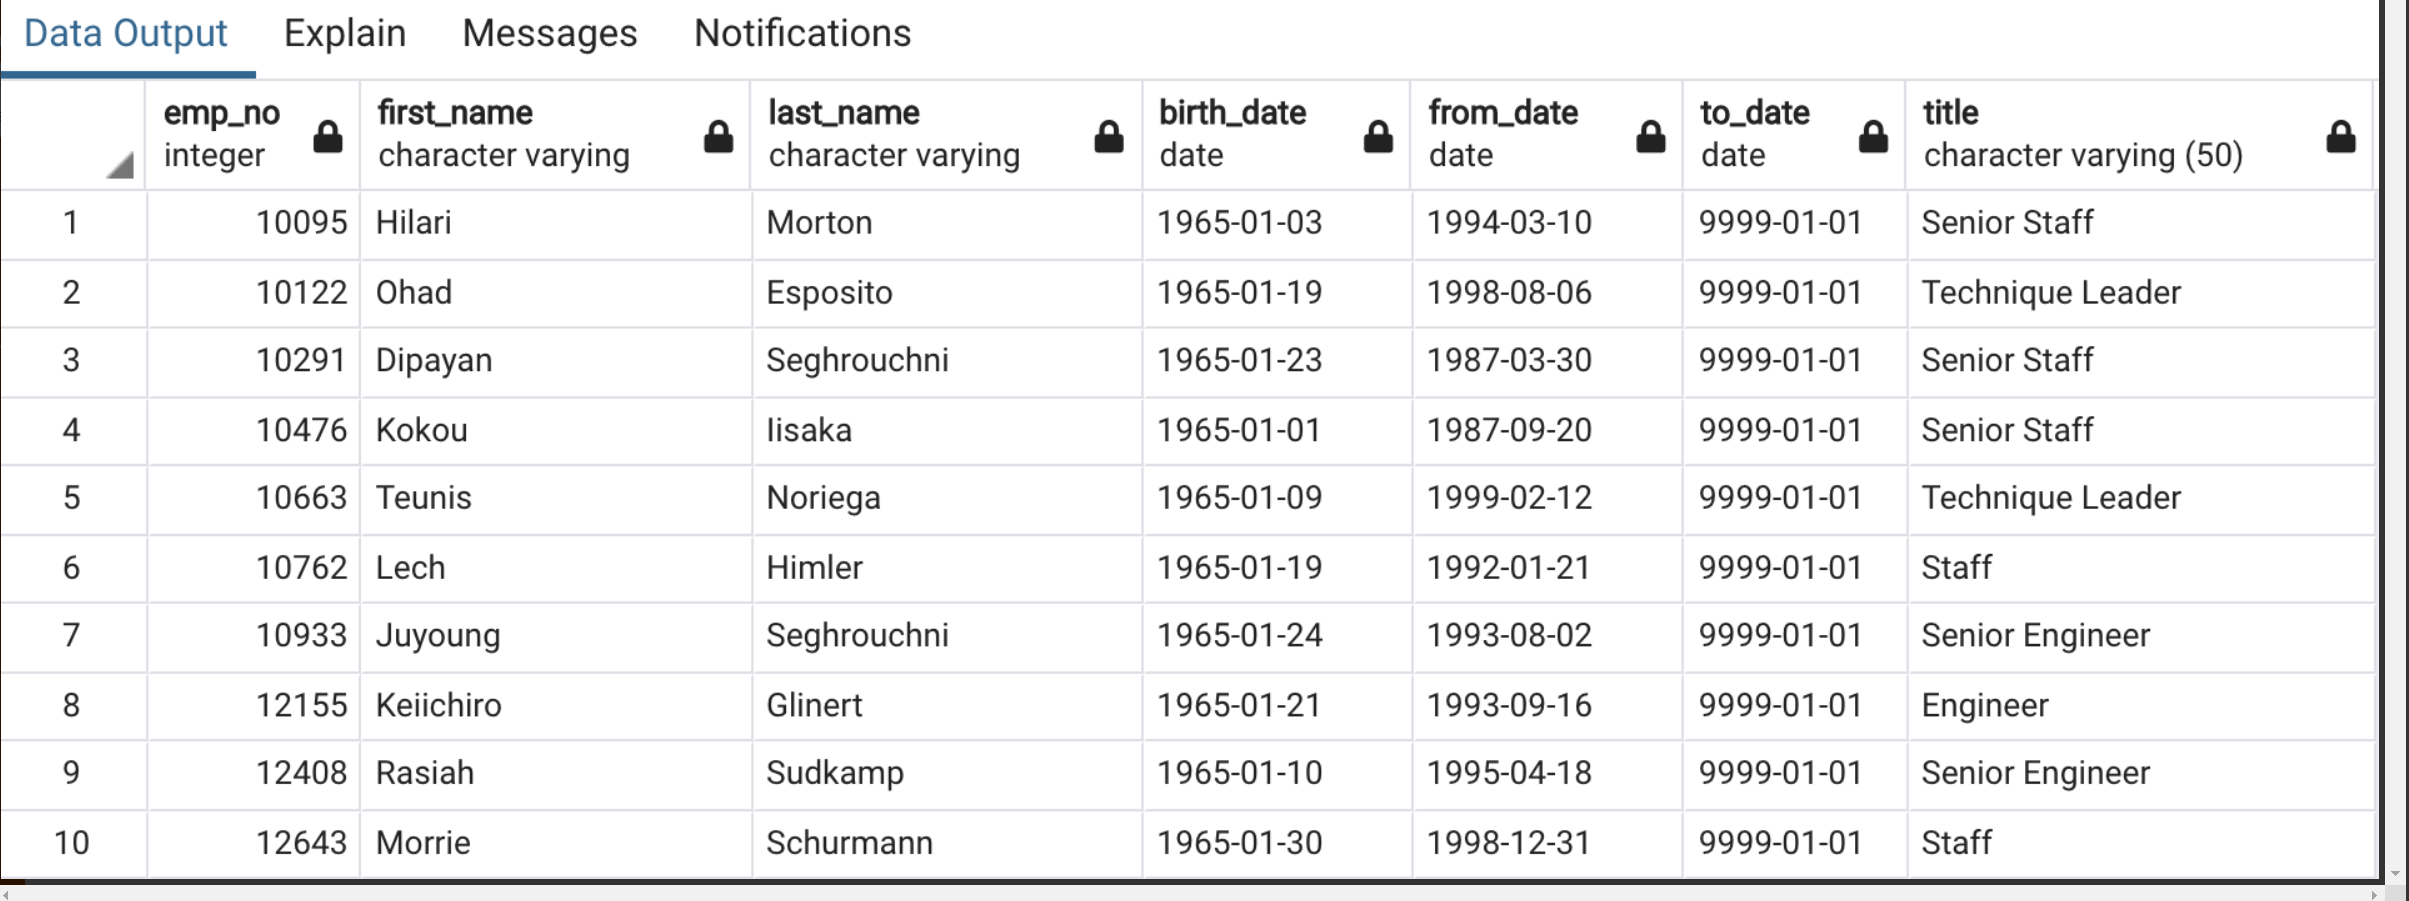 Data Output Explain Messages Notifications
emp_no first_name last_name birth_date from_date to_date title
integer character varying character varying date date date character varying (50)
1 10095 Hilari Morton 1965-01-03 1994-03-10 9999-01-01 Senior Staff
2 10122 Ohad Esposito 1965-01-19 1998-08-06 9999-01-01 Technique Leader
3 10291 Dipayan Seghrouchni 1965-01-23 1987-03-30 9999-01-01 Senior Staff
4 10476 Kokou Iisaka 1965-01-01 1987-09-20 9999-01-01 Senior Staff
5 10663 Teunis Noriega 1965-01-09 1999-02-12 9999-01-01 Technique Leader
6 10762 Lech Himler 1965-01-19 1992-01-21 9999-01-01 Staff
7 10933 Juyoung Seghrouchni 1965-01-24 1993-08-02 9999-01-01 Senior Engineer
8 12155 Keiichiro Glinert 1965-01-21 1993-09-16 9999-01-01 Engineer
9 12408 Rasiah Sudkamp 1965-01-10 1995-04-18 9999-01-01 Senior Engineer
10 12643 Morrie Schurmann 1965-01-30 1998-12-31 9999-01-01 Staff